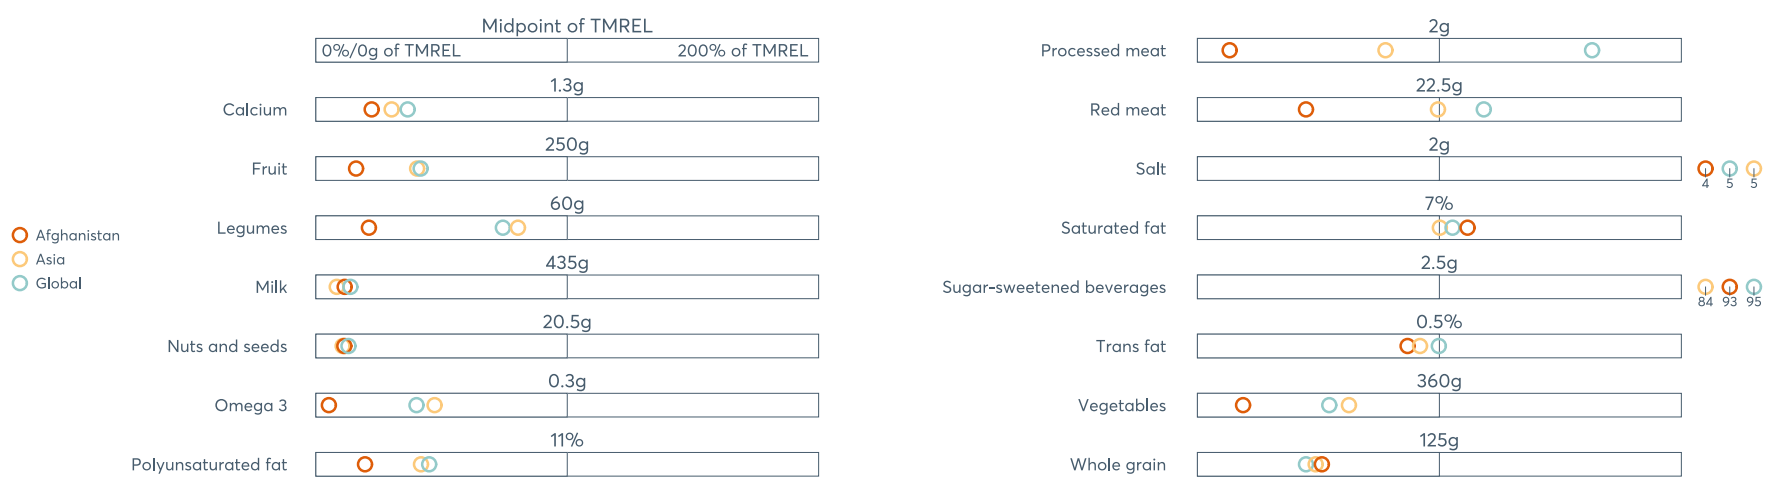 Midpoint of TMREL
0%/0g of TMREL 200% of TMREL
1.3g
Calcium
250g
Fruit
60g
Legumes
435g
Milk
20.5g
Nuts and seeds
0.3g
Omega 3
11%
Polyunsaturated fat
Afghanistan
Asia
Global
2g
Processed meat
22.5g
Red meat
2g
Salt
4 5 5
7%
Saturated fat
2.5g
Sugar-sweetened beverages
84 93 95
0.5%
Trans fat
360g
Vegetables
125g
Whole grain